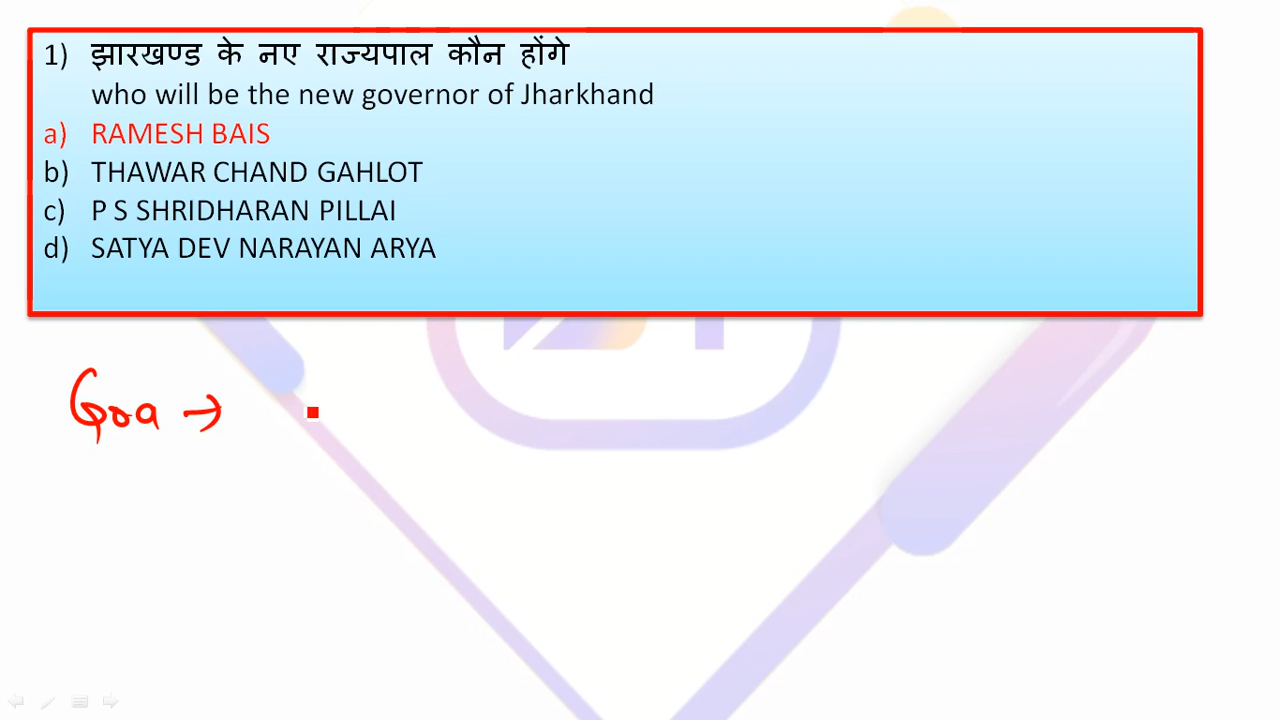 1) झारखण्ड के नए राज्यपाल कौन होंगे
who will be the new governor of Jharkhand
a) RAMESH BAIS
b) THAWAR CHAND GAHLOT
c) P S SHRIDHARAN PILLAI
d) SATYA DEV NARAYAN ARYA
Goa →